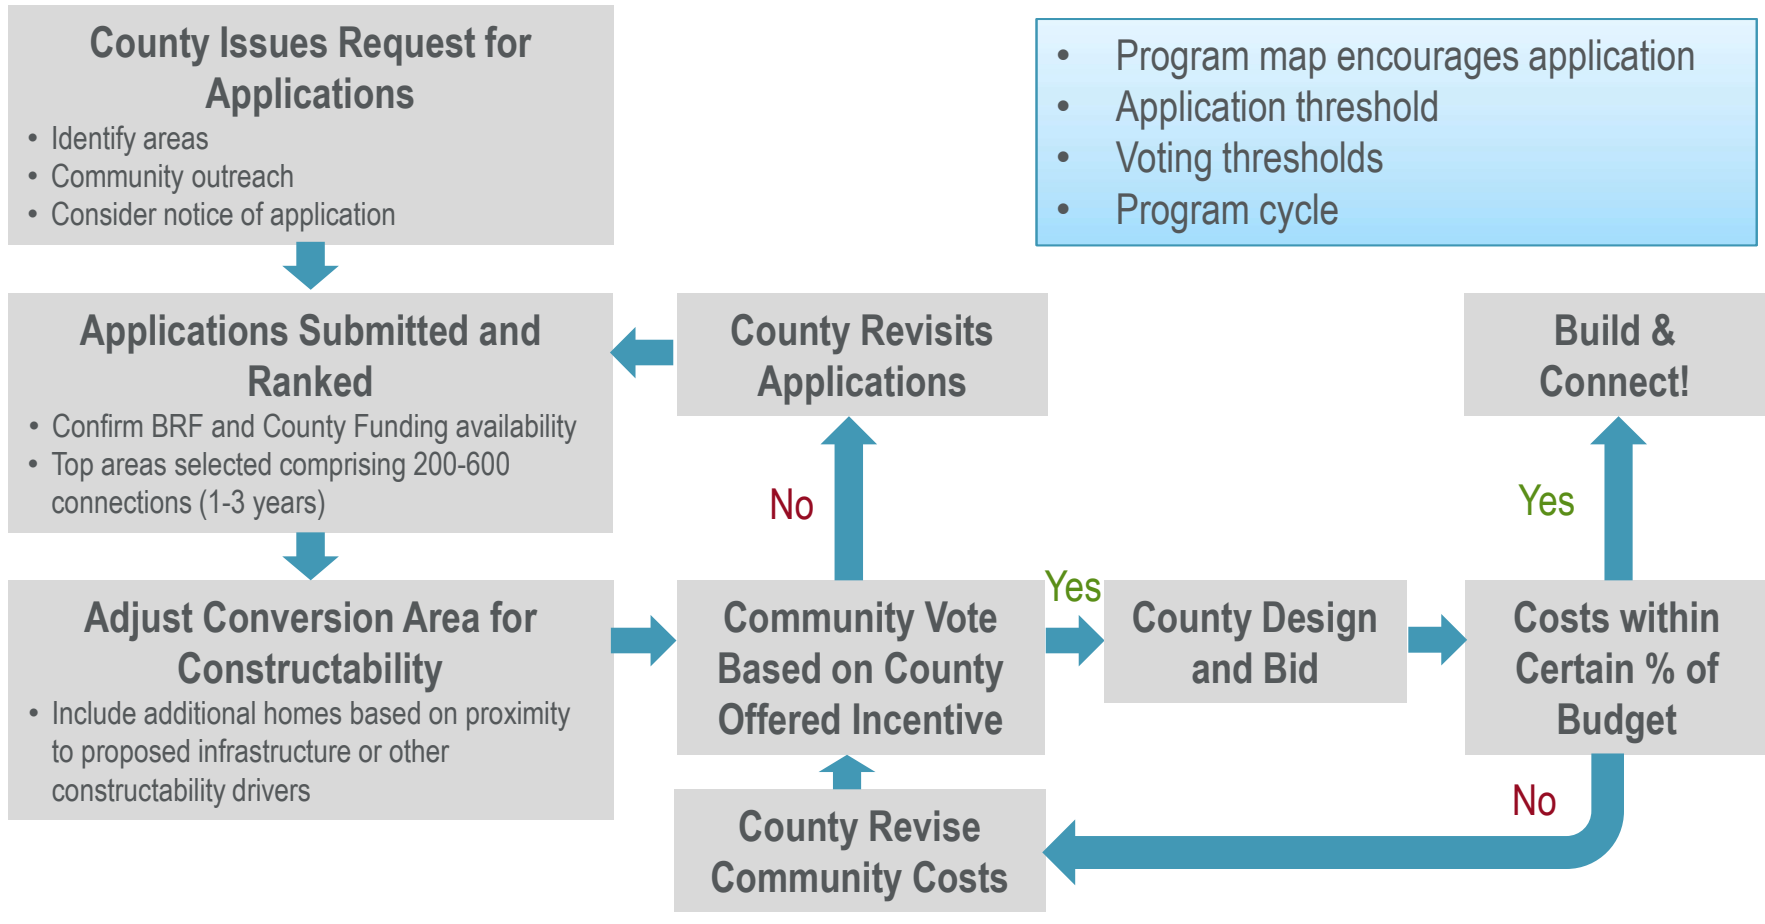 County Issues Request for
Applications
• Identify areas
• Community outreach
• Consider notice of application
• Program map encourages application
• Application threshold
• Voting thresholds
• Program cycle
Applications Submitted and
Ranked
• Confirm BRF and County Funding availability
• Top areas selected comprising 200-600
connections (1-3 years)
County Revisits
Applications
Build &
Connect!
No
Yes
Adjust Conversion Area for
Constructability
• Include additional homes based on proximity
to proposed infrastructure or other
constructability drivers
Community Vote
Based on County
Offered Incentive
Yes
County Design
and Bid
Costs within
Certain % of
Budget
No
County Revise
Community Costs